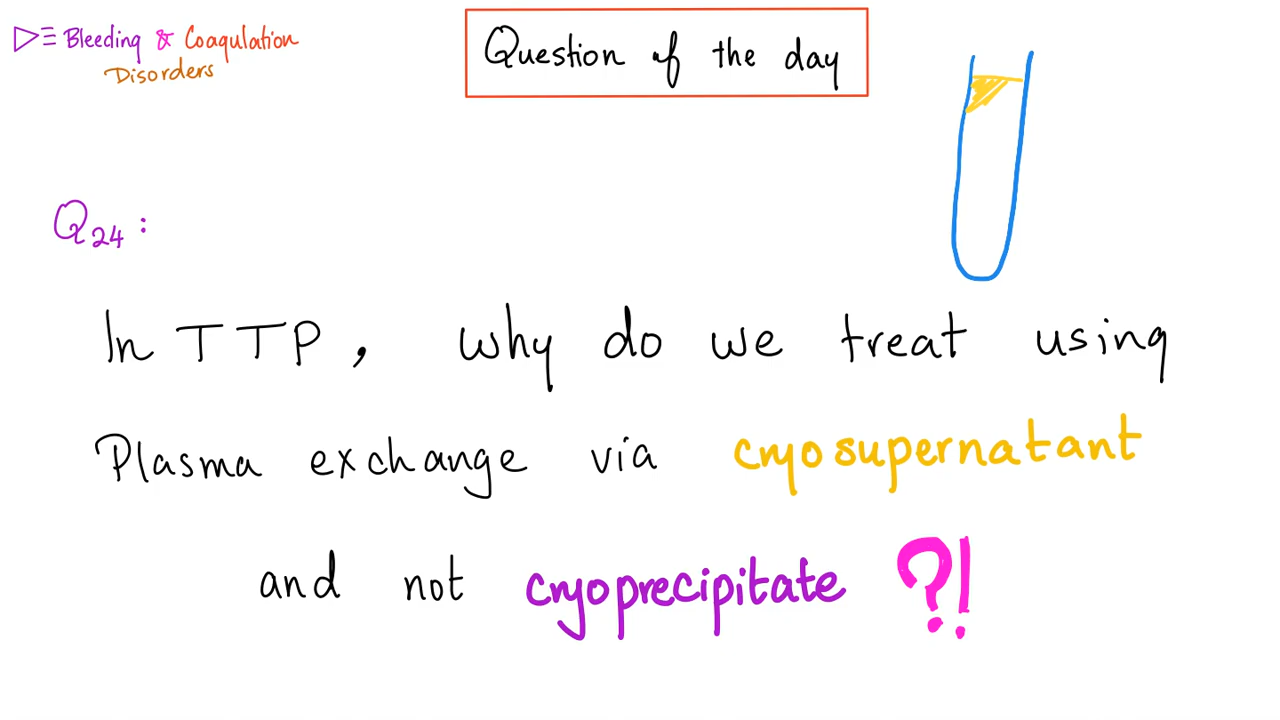 Bleeding & Coagulation
Disorders
Question of the day
Q24:
In TTP, why do we treat using
Plasma exchange via cryosupernatant
and not cryoprecipitate ?!